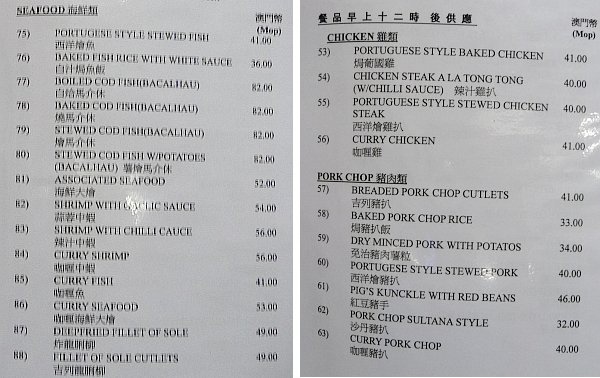 SEAFOOD 海鮮類 澳門幣
(Mop)
75) PORTUGESE STYLE STEWED FISH 41.00
西洋燴魚
76) BAKED FISH RICE WITH WHITE SAUCE 36.00
白汁焗魚飯
77) BOILED COD FISH(BACALHAU) 82.00
白烚馬介休
78) BAKED COD FISH(BACALHAU) 82.00
燒馬介休
79) STEWED COD FISH(BACALHAU) 82.00
燴馬介休
80) STEWED COD FISH W/POTATOES 82.00
(BACALHAU) 薯燴馬介休
81) ASSOCIATED SEAFOOD 52.00
海鮮大燴
82) SHRIMP WITH GACLIC SAUCE 54.00
蒜蓉中蝦
83) SHRIMP WITH CHILLI CAUCE 56.00
辣汁中蝦
84) CURRY SHRIMP 56.00
咖喱中蝦
85) CURRY FISH 41.00
咖喱魚
86) CURRY SEAFOOD 53.00
咖喱海鮮大燴
87) DEEPFRIED FILLET OF SOLE 49.00
炸龍脷柳
88) FILLET OF SOLE CUTLETS 49.00
吉列龍脷柳
餐品早上十二時後供應 澳門幣
CHICKEN 雞類 (Mop)
53) PORTUGUESE STYLE BAKED CHICKEN 41.00
焗葡國雞
54) CHICKEN STEAK A LA TONG TONG 40.00
(W/CHILLI SAUCE) 辣汁雞扒
55) PORTUGUESE STYLE STEWED CHICKEN 40.00
STEAK
西洋燴雞扒
56) CURRY CHICKEN 40.00
咖喱雞
PORK CHOP 豬肉類
57) BREADED PORK CHOP CUTLETS 41.00
吉列豬扒
58) BAKED PORK CHOP RICE 33.00
焗豬扒飯
59) DRY MINCED PORK WITH POTATOS 34.00
免治豬肉薯粒
60) PORTUGESE STYLE STEWED PORK 40.00
西洋燴豬扒
61) PIG'S KUNCKLE WITH RED BEANS 46.00
紅豆豬手
62) PORK CHOP SULTANA STYLE 32.00
沙丹豬扒
63) CURRY PORK CHOP 40.00
咖喱豬扒